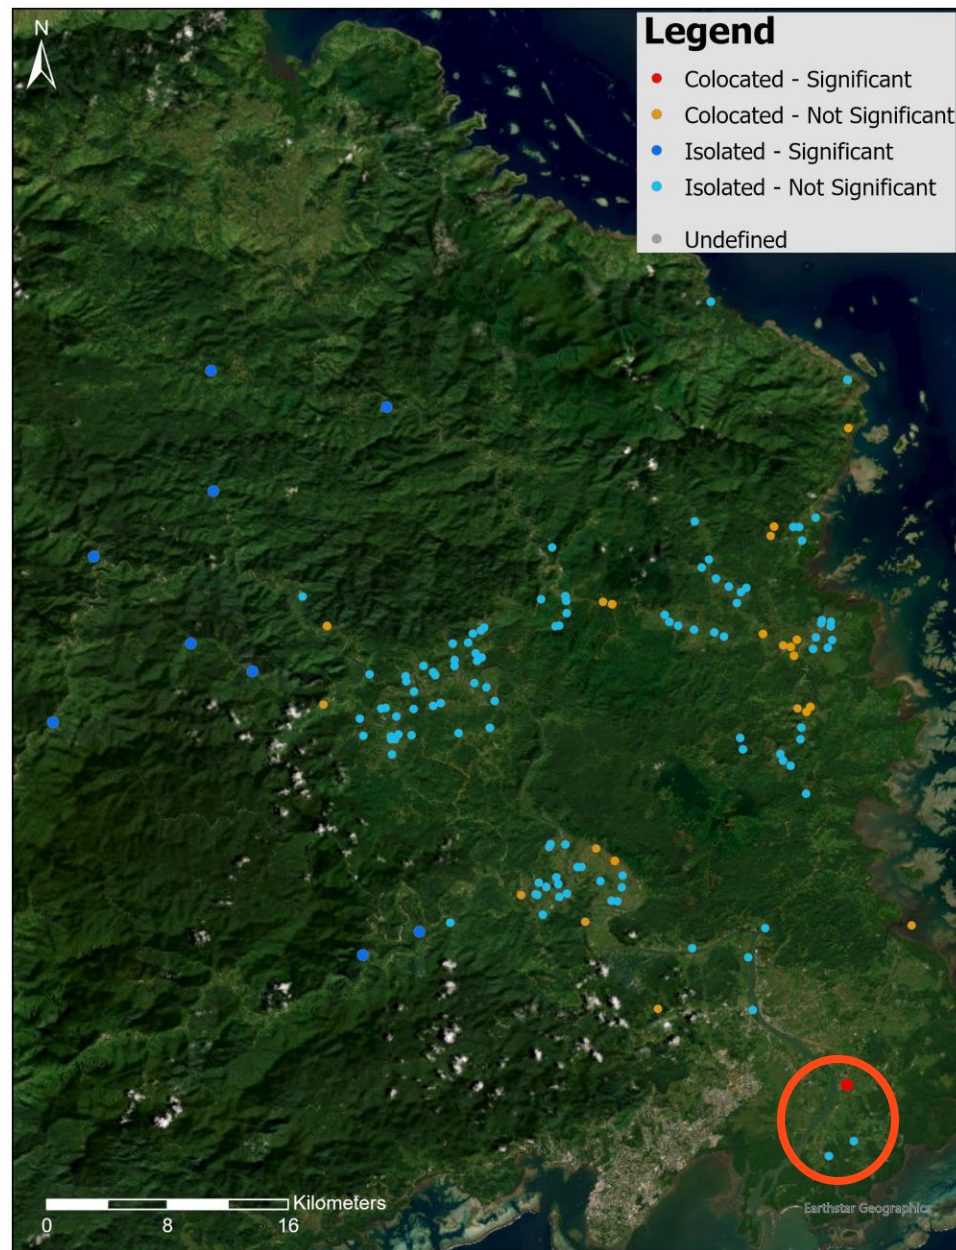 N
Legend
Colocated - Significant
Colocated - Not Significant
Isolated - Significant
Isolated - Not Significant
Undefined
Kilometers
0 8 16
Earthstar Geographics